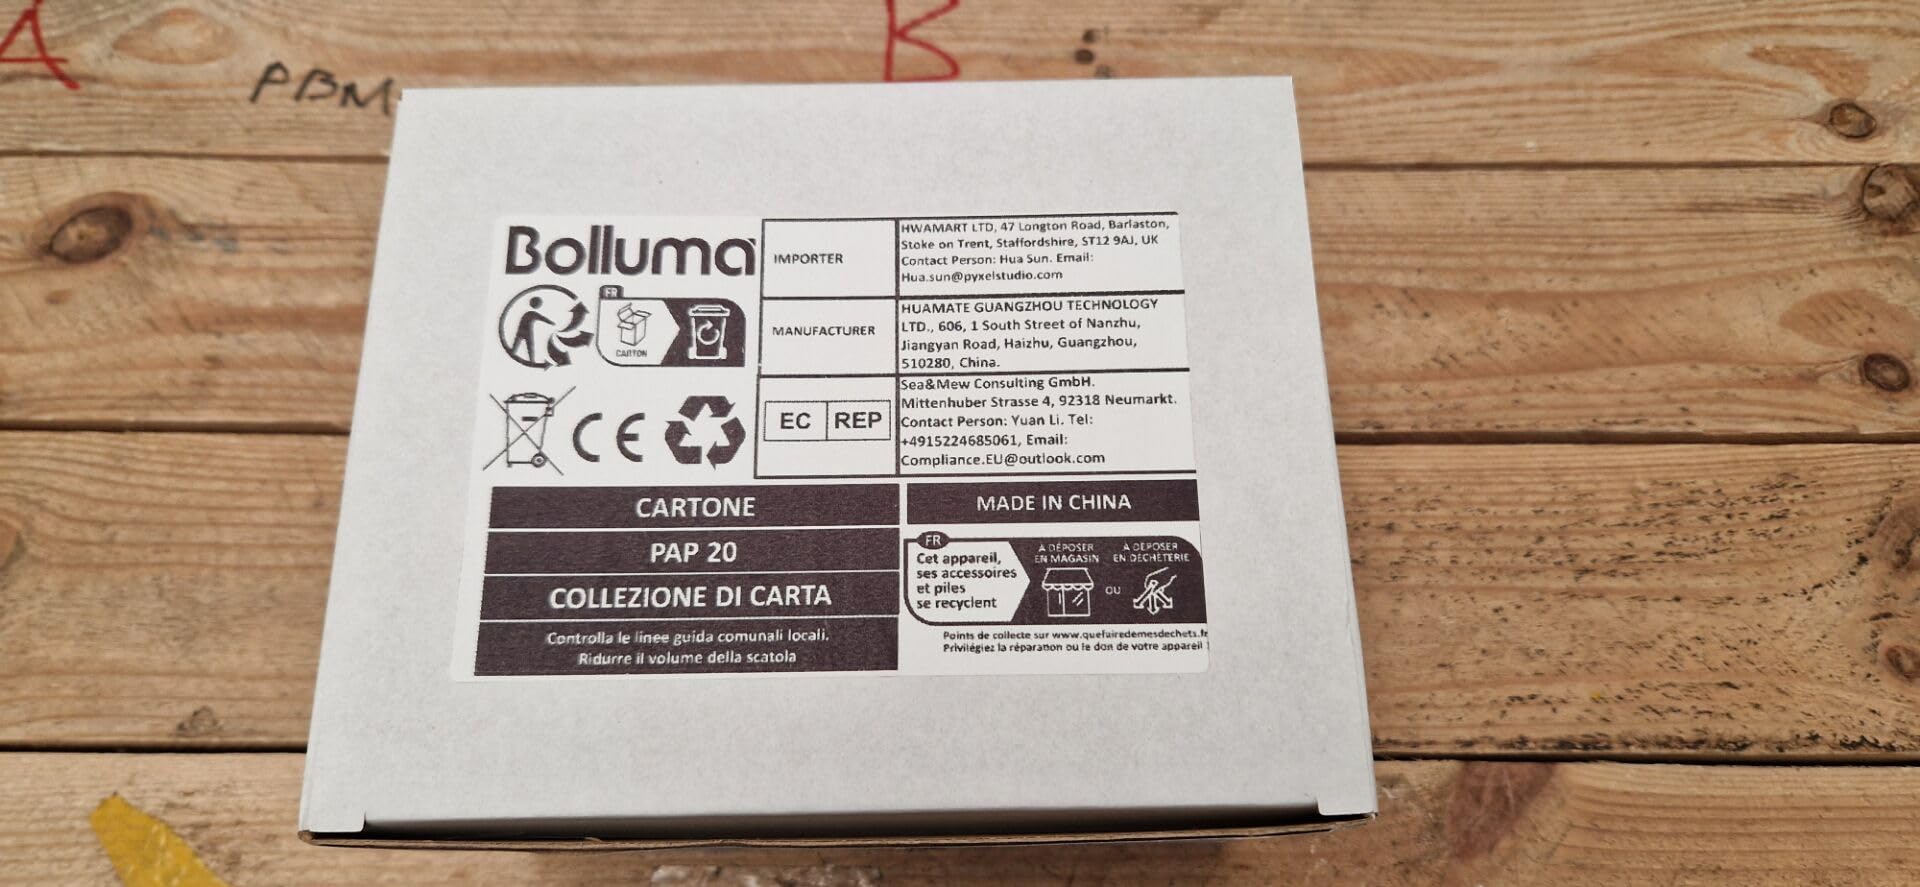 A
B
PBM
Bolluma
IMPORTER
HWAMART LTD, 47 Longton Road, Barlaston,
Stoke on Trent, Staffordshire, ST12 9AJ, UK
Contact Person: Hua Sun. Email:
Hua.sun@pyxelstudio.com
FR
CARTON
MANUFACTURER
HUAMATE GUANGZHOU TECHNOLOGY
LTD., 606, 1 South Street of Nanzhu,
Jiangyan Road, Haizhu, Guangzhou,
510280, China.
CE
EC REP
Sea&Mew Consulting GmbH.
Mittenhuber Strasse 4, 92318 Neumarkt.
Contact Person: Yuan Li. Tel:
+4915224685061, Email:
Compliance.EU@outlook.com
CARTONE
PAP 20
COLLEZIONE DI CARTA
Controlla le linee guida comunali locali.
Ridurre il volume della scatola
MADE IN CHINA
FR
Cet appareil,
ses accessoires
et piles
se recyclent
À DÉPOSER
EN MAGASIN
OU
À DÉPOSER
EN DÉCHÈTERIE
Points de collecte sur www.quefairedemesdechets.fr
Privilégiez la réparation ou le don de votre appareil !